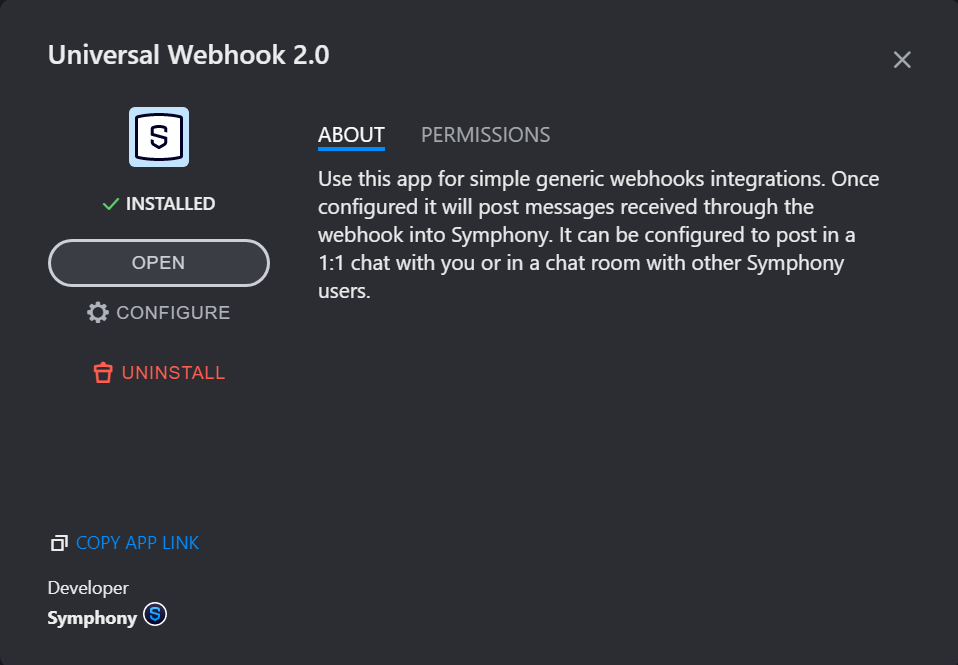 Universal Webhook 2.0
S
INSTALLED
OPEN
CONFIGURE
UNINSTALL
ABOUT PERMISSIONS
Use this app for simple generic webhooks integrations. Once
configured it will post messages received through the
webhook into Symphony. It can be configured to post in a
1:1 chat with you or in a chat room with other Symphony
users.
COPY APP LINK
Developer
Symphony S